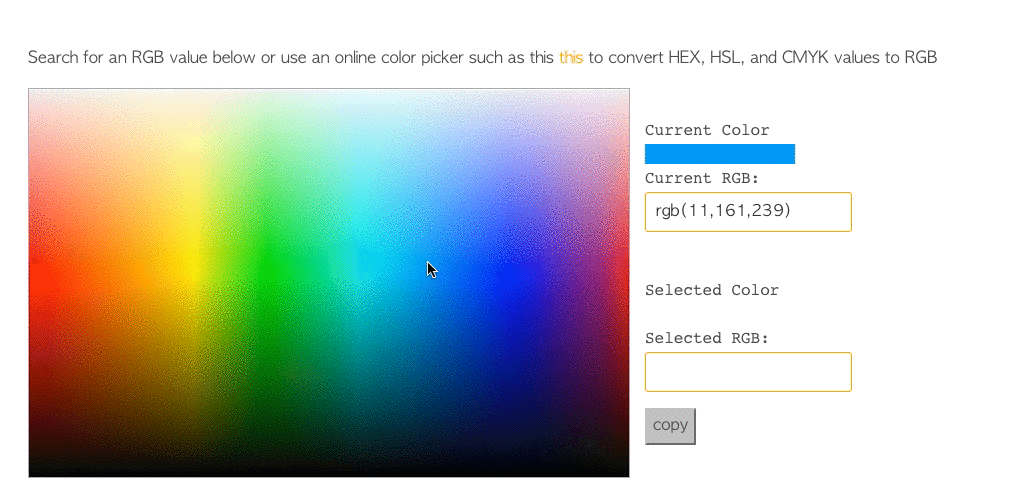 Search for an RGB value below or use an online color picker such as this this to convert HEX, HSL, and CMYK values to RGB
Current Color
Current RGB:
rgb(11,161,239)
Selected Color
Selected RGB:
copy